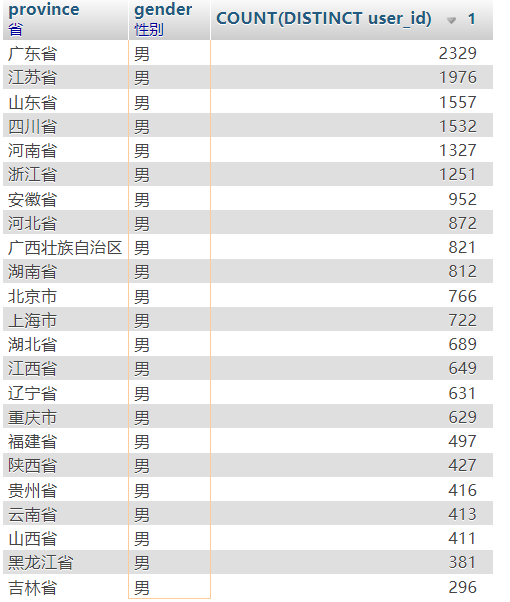 province gender COUNT(DISTINCT user_id) 1
省 性别
广东省 男 2329
江苏省 男 1976
山东省 男 1557
四川省 男 1532
河南省 男 1327
浙江省 男 1251
安徽省 男 952
河北省 男 872
广西壮族自治区 男 821
湖南省 男 812
北京市 男 766
上海市 男 722
湖北省 男 689
江西省 男 649
辽宁省 男 631
重庆市 男 629
福建省 男 497
陕西省 男 427
贵州省 男 416
云南省 男 413
山西省 男 411
黑龙江省 男 381
吉林省 男 296